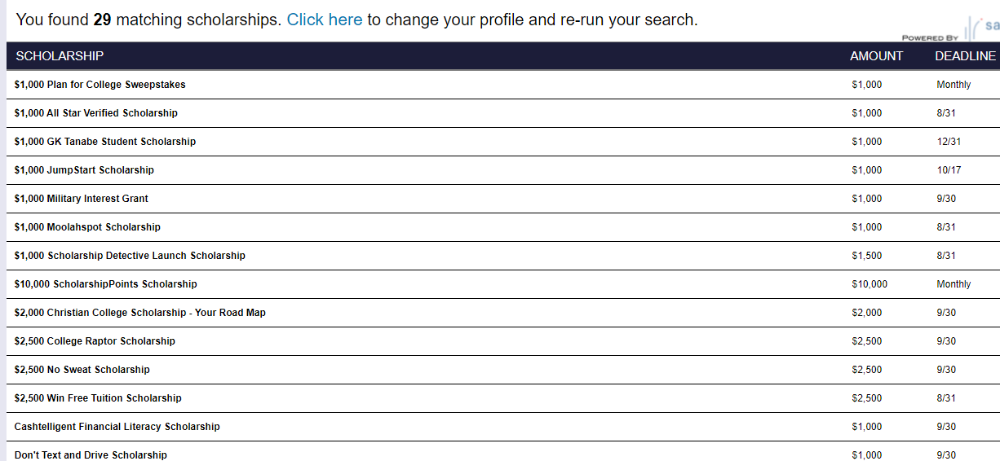 You found 29 matching scholarships. Click here to change your profile and re-run your search.
POWERED BY sa
SCHOLARSHIP AMOUNT DEADLINE
$1,000 Plan for College Sweepstakes $1,000 Monthly
$1,000 All Star Verified Scholarship $1,000 8/31
$1,000 GK Tanabe Student Scholarship $1,000 12/31
$1,000 JumpStart Scholarship $1,000 10/17
$1,000 Military Interest Grant $1,000 9/30
$1,000 Moolahspot Scholarship $1,000 8/31
$1,000 Scholarship Detective Launch Scholarship $1,500 8/31
$10,000 ScholarshipPoints Scholarship $10,000 Monthly
$2,000 Christian College Scholarship - Your Road Map $2,000 9/30
$2,500 College Raptor Scholarship $2,500 9/30
$2,500 No Sweat Scholarship $2,500 9/30
$2,500 Win Free Tuition Scholarship $2,500 8/31
Cashtelligent Financial Literacy Scholarship $1,000 9/30
Don't Text and Drive Scholarship $1,000 9/30